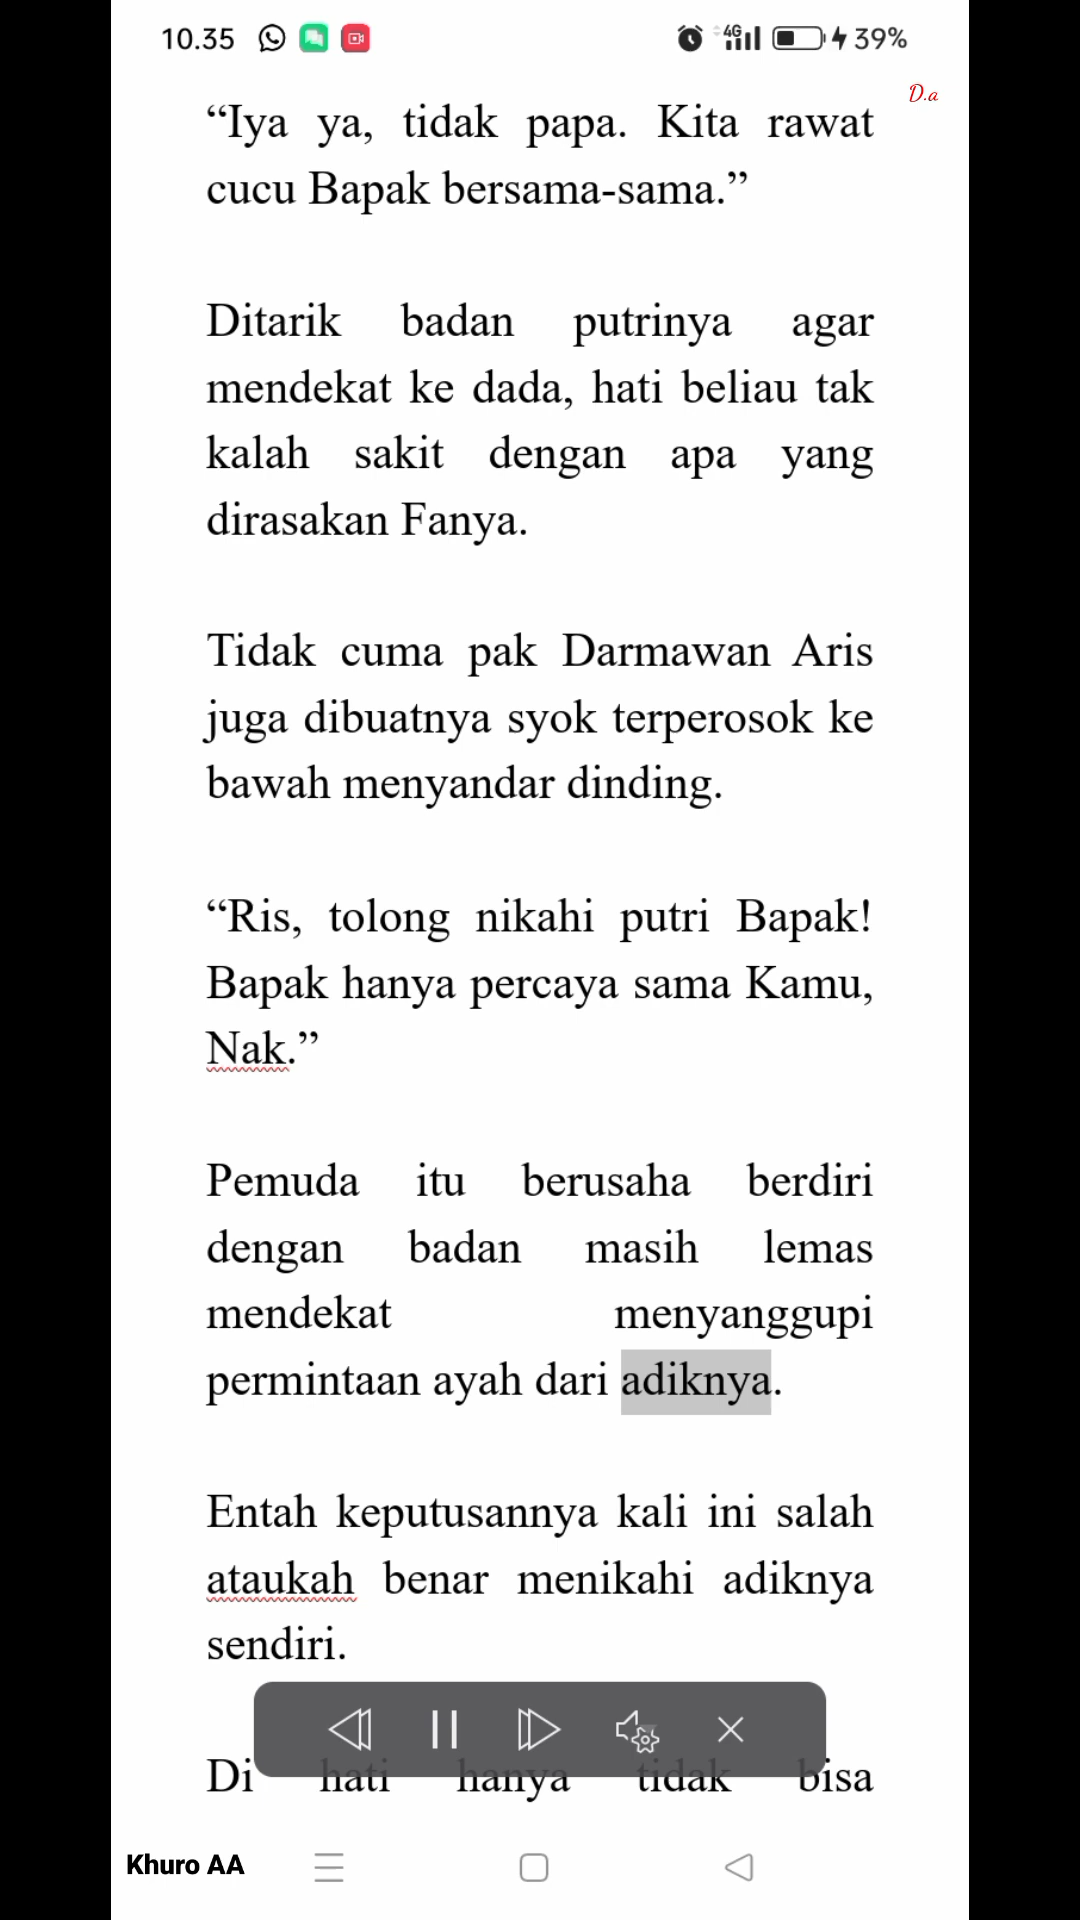 10.35
4G
39%
D.a
“Iya ya, tidak papa. Kita rawat
cucu Bapak bersama-sama.”
Ditarik badan putrinya agar
mendekat ke dada, hati beliau tak
kalah sakit dengan apa yang
dirasakan Fanya.
Tidak cuma pak Darmawan Aris
juga dibuatnya syok terperosok ke
bawah menyandar dinding.
“Ris, tolong nikahi putri Bapak!
Bapak hanya percaya sama Kamu,
Nak.”
Pemuda itu berusaha berdiri
dengan badan masih lemas
mendekat menyanggupi
permintaan ayah dari adiknya.
Entah keputusannya kali ini salah
ataukah benar menikahi adiknya
sendiri.
Di hati hanya tidak bisa
Khuro AA